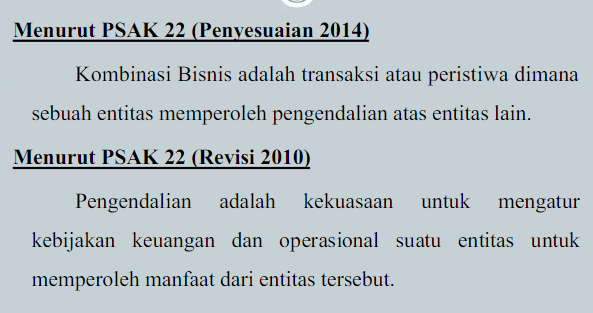 Menurut PSAK 22 (Penyesuaian 2014)
Kombinasi Bisnis adalah transaksi atau peristiwa dimana
sebuah entitas memperoleh pengendalian atas entitas lain.
Menurut PSAK 22 (Revisi 2010)
Pengendalian adalah kekuasaan untuk mengatur
kebijakan keuangan dan operasional suatu entitas untuk
memperoleh manfaat dari entitas tersebut.